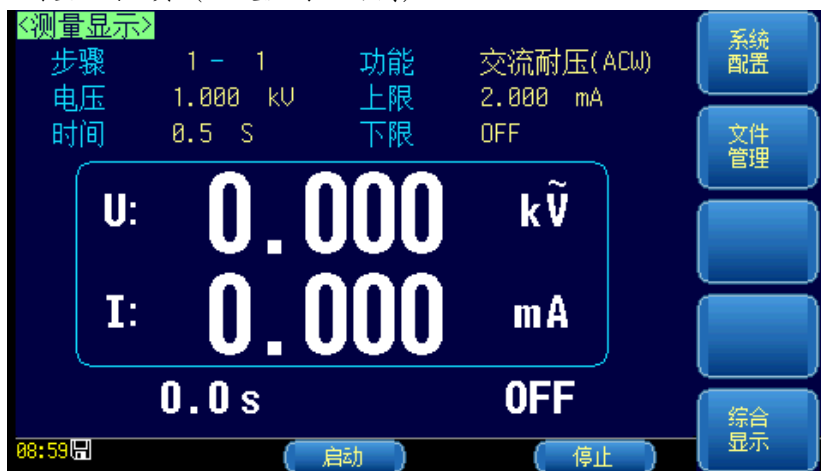 <测量显示>
步骤 1 - 1 功能 交流耐压(ACW)
电压 1.000 kV 上限 2.000 mA
时间 0.5 S 下限 OFF
U: 0.000 kṼ
I: 0.000 mA
0.0 s OFF
08:59 启动 停止
系统
配置
文件
管理
综合
显示